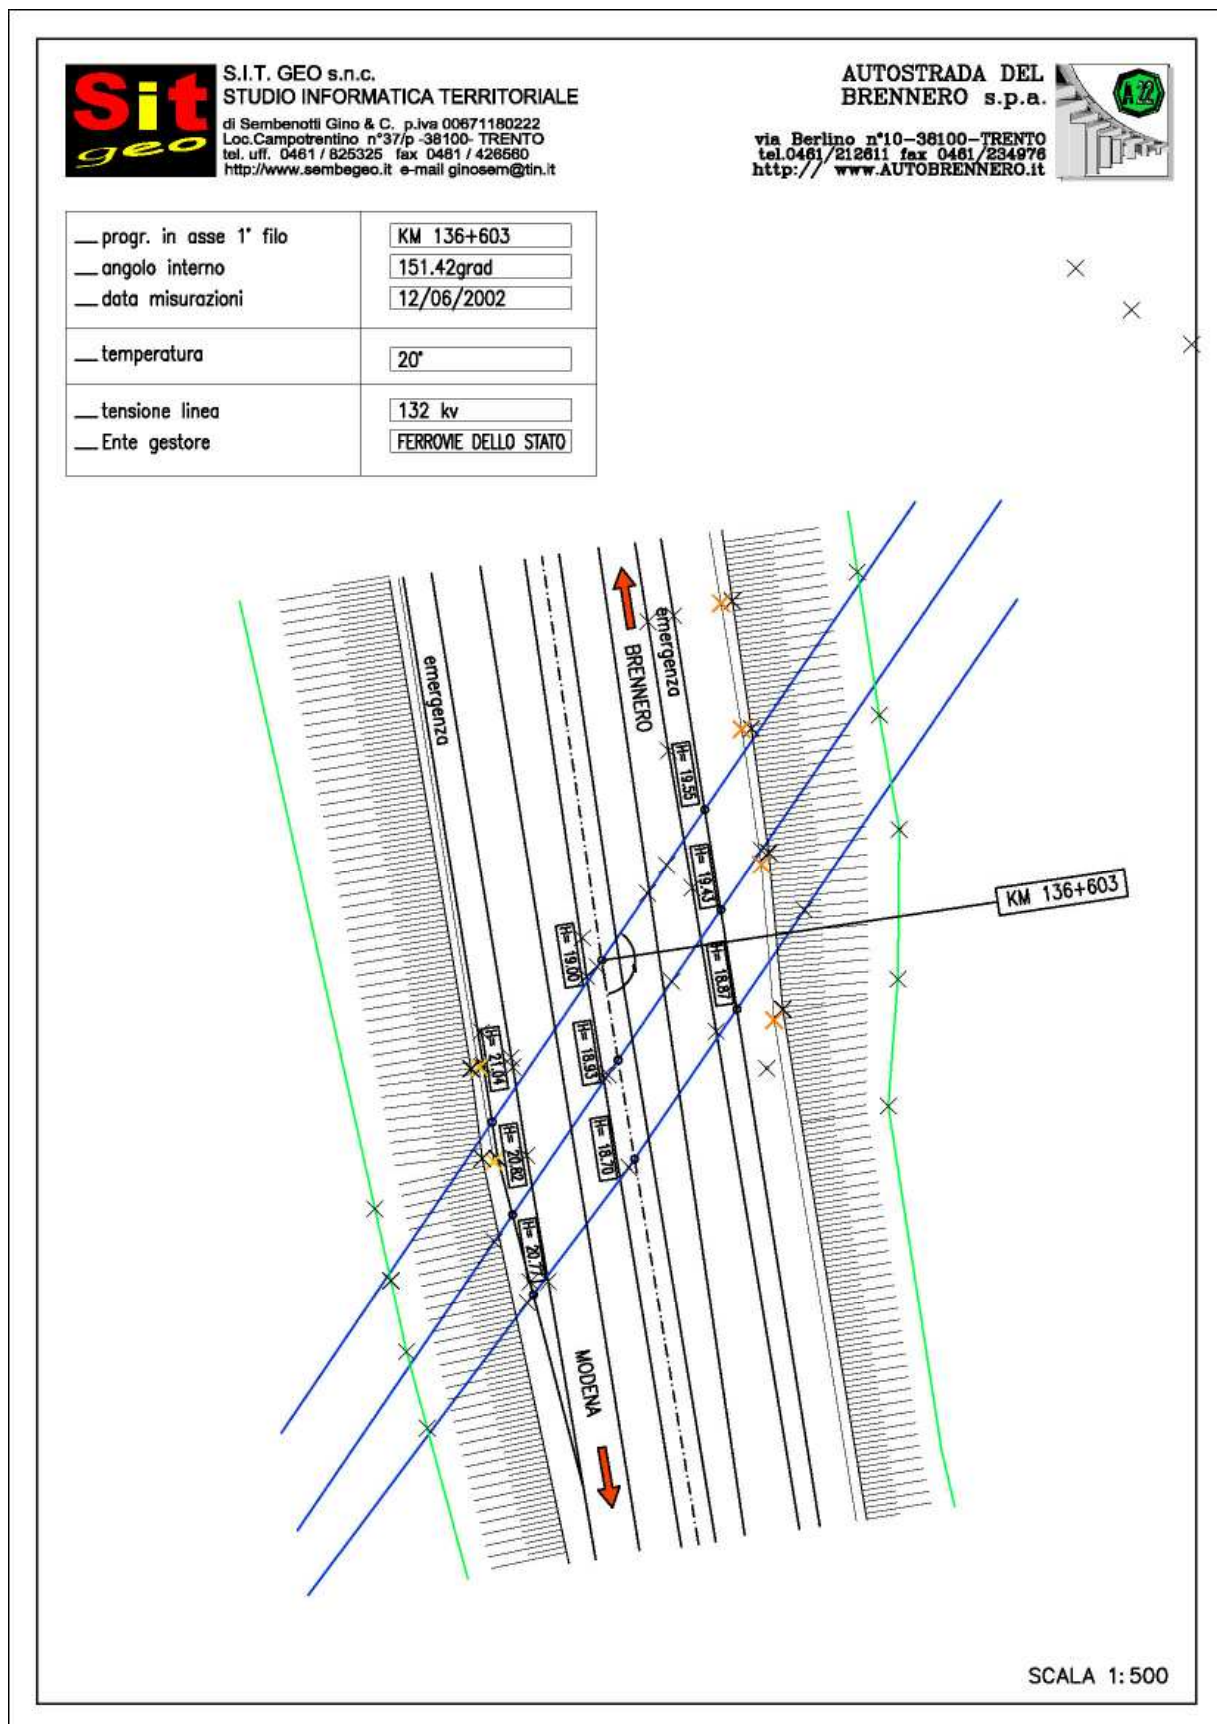 Sit
geo
S.I.T. GEO s.n.c.
STUDIO INFORMATICA TERRITORIALE
di Sembenotti Gino & C. p.iva 00671180222
Loc.Campotrentino n°37/p -38100- TRENTO
tel. uff. 0461 / 825325 fax 0461 / 426560
http://www.sembegeo.it e-mail ginosem@tin.it
AUTOSTRADA DEL
BRENNERO s.p.a.
via Berlino n°10-38100-TRENTO
tel.0461/212611 fax 0461/234976
http:// www.AUTOBRENNERO.it
A22
progr. in asse 1° filo KM 136+603
angolo interno 151.42grad
data misurazioni 12/06/2002
temperatura 20°
tensione linea 132 kv
Ente gestore FERROVIE DELLO STATO
emergenza
BRENNERO
emergenza
H= 19.55
H= 19.43
H= 18.87
KM 136+603
H= 19.00
H= 18.93
H= 18.70
H= 21.04
H= 20.82
H= 20.77
MODENA
SCALA 1:500